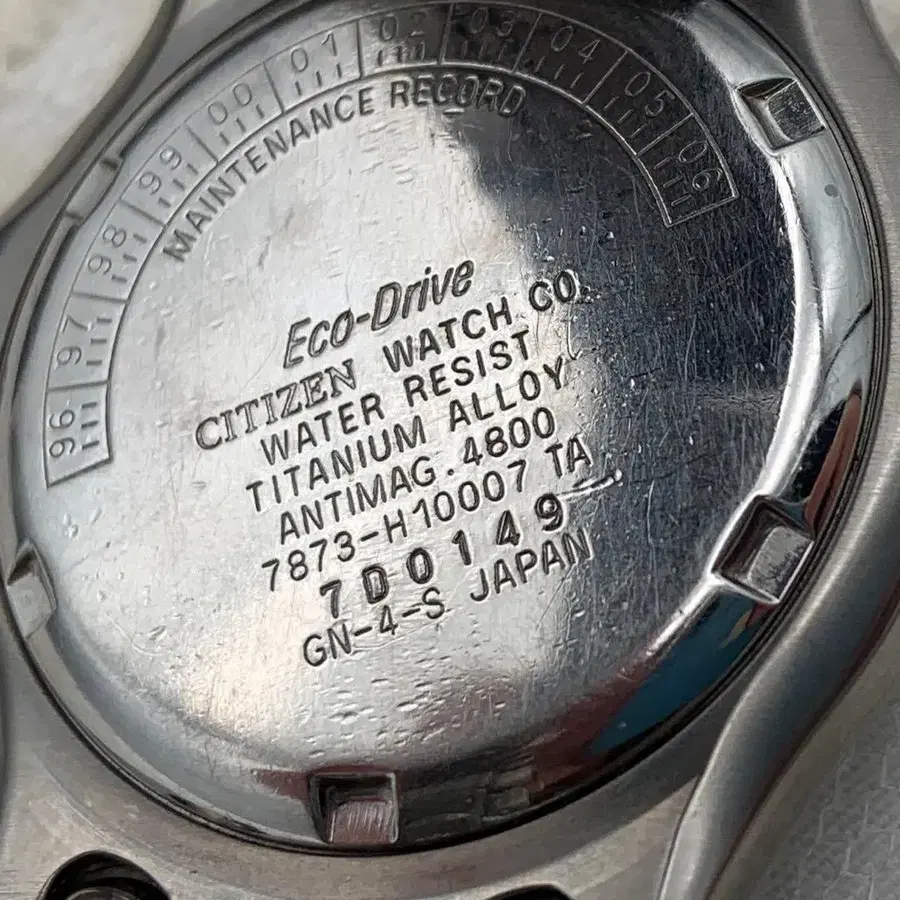 96 97 98 99 00 01 02 03 04 05 06
MAINTENANCE RECORD
Eco-Drive
CITIZEN WATCH CO.
WATER RESIST
TITANIUM ALLOY
ANTIMAG.4800
7873-H10007 TA
7D0149
GN-4-S JAPAN